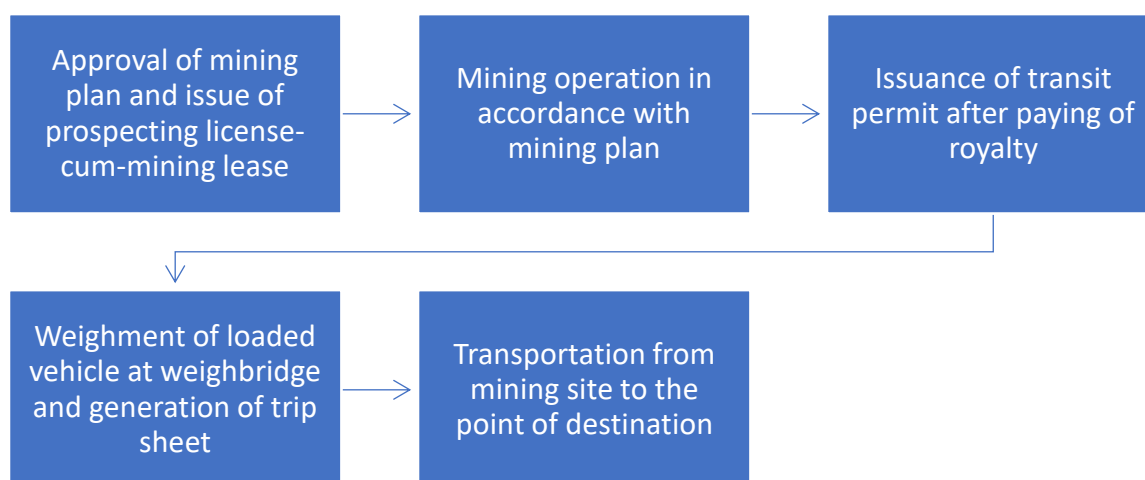 Approval of mining
plan and issue of
prospecting license-
cum-mining lease
Mining operation in
accordance with
mining plan
Issuance of transit
permit after paying of
royalty
Weighment of loaded
vehicle at weighbridge
and generation of trip
sheet
Transportation from
mining site to the
point of destination